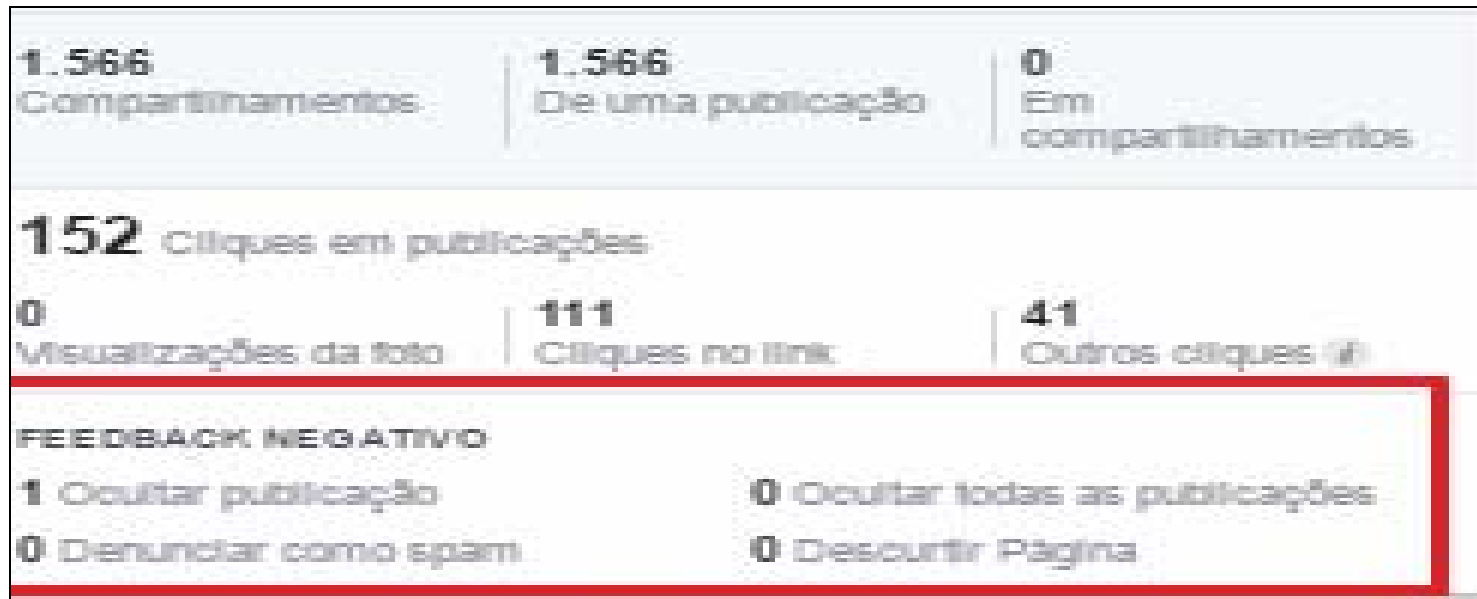 1.566 1.566 0
Compartilhamentos De uma publicação Em
compartilhamentos
152 Cliques em publicações
0 111 41
Visualizações da foto Cliques no link Outros cliques
FEEDBACK NEGATIVO
1 Ocultar publicação 0 Ocultar todas as publicações
0 Denunciar como spam 0 Descurtir Página